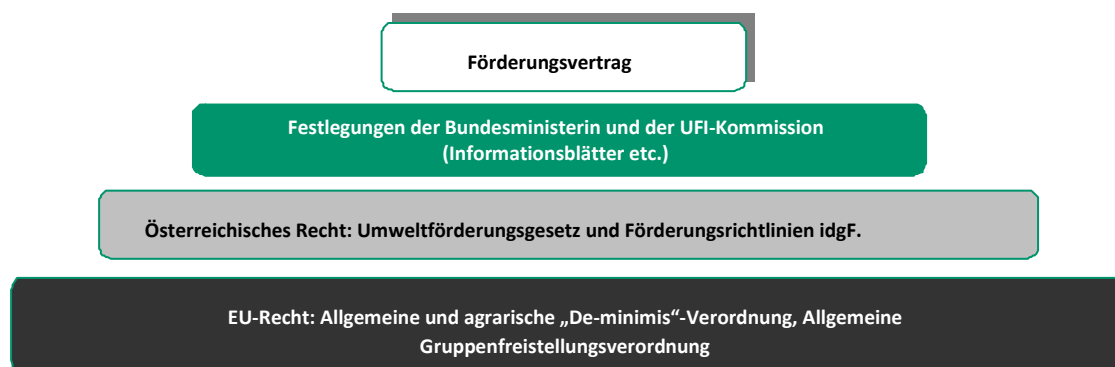 Förderungsvertrag
Festlegungen der Bundesministerin und der UFI-Kommission
(Informationsblätter etc.)
Österreichisches Recht: Umweltförderungsgesetz und Förderungsrichtlinien idgF.
EU-Recht: Allgemeine und agrarische „De-minimis“-Verordnung, Allgemeine
Gruppenfreistellungsverordnung